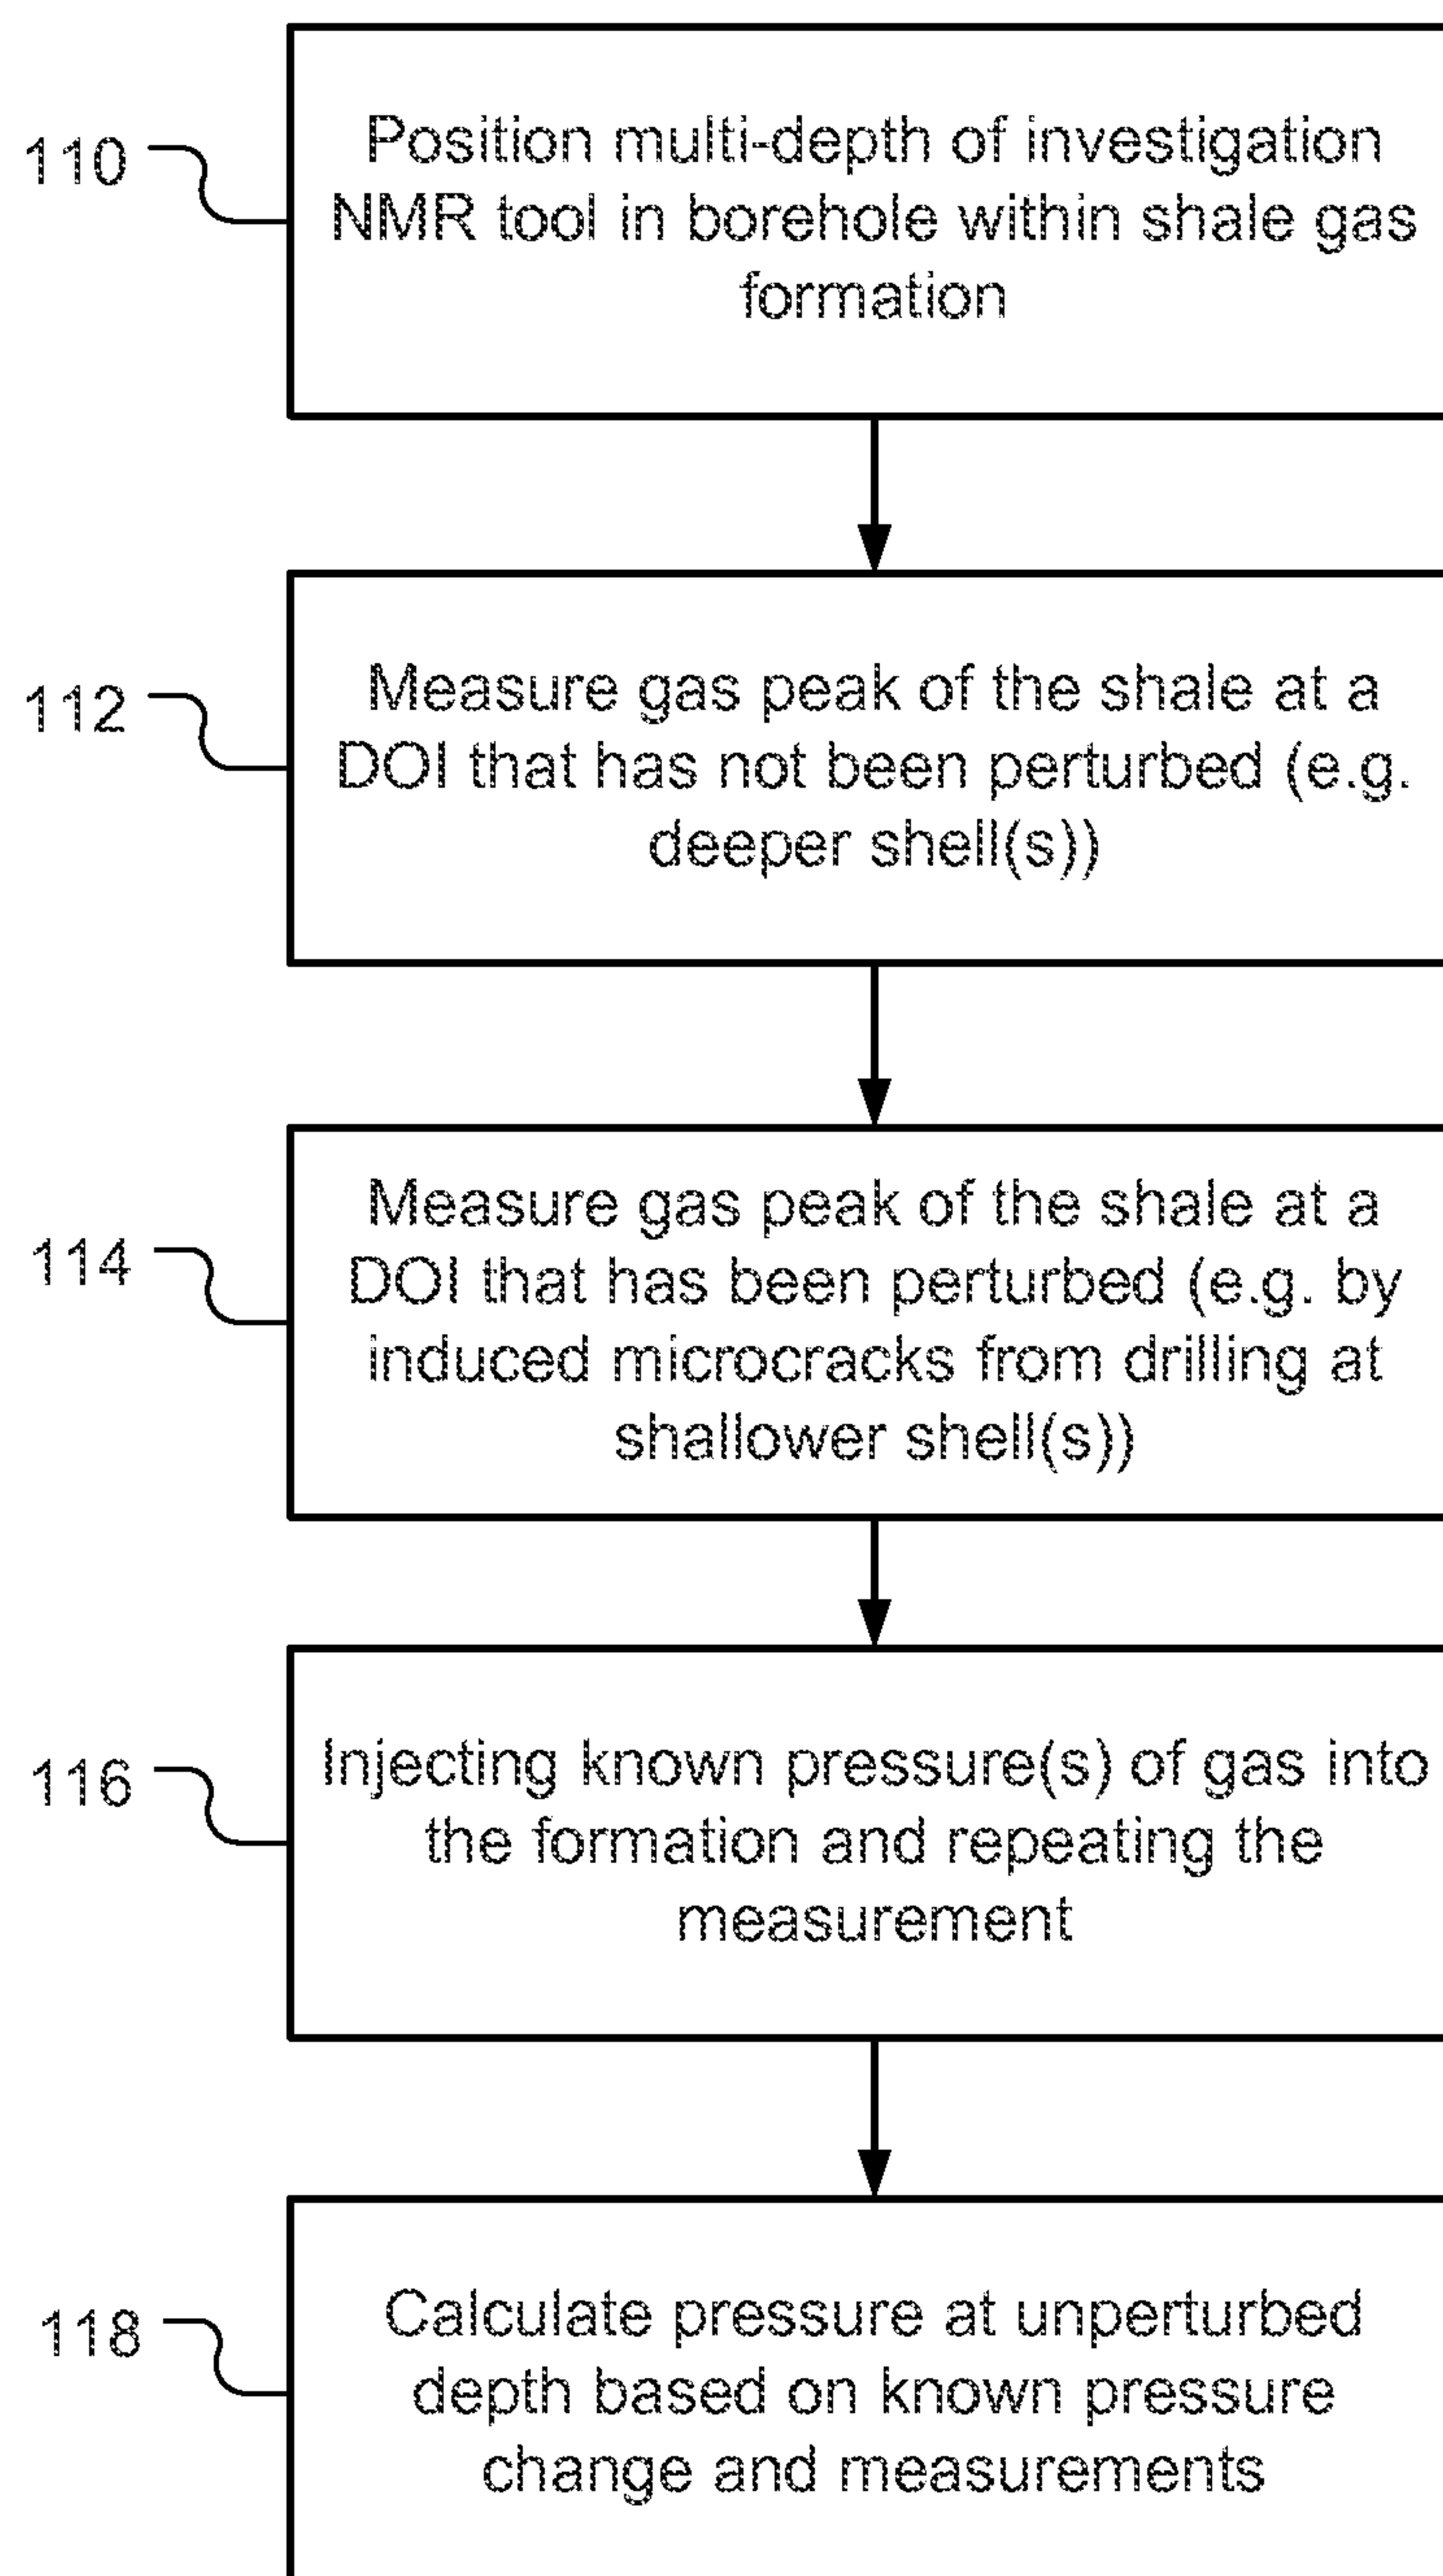 110
Position multi-depth of investigation
NMR tool in borehole within shale gas
formation
112
Measure gas peak of the shale at a
DOI that has not been perturbed (e.g.
deeper shell(s))
114
Measure gas peak of the shale at a
DOI that has been perturbed (e.g. by
induced microcracks from drilling at
shallower shell(s))
116
Injecting known pressure(s) of gas into
the formation and repeating the
measurement
118
Calculate pressure at unperturbed
depth based on known pressure
change and measurements